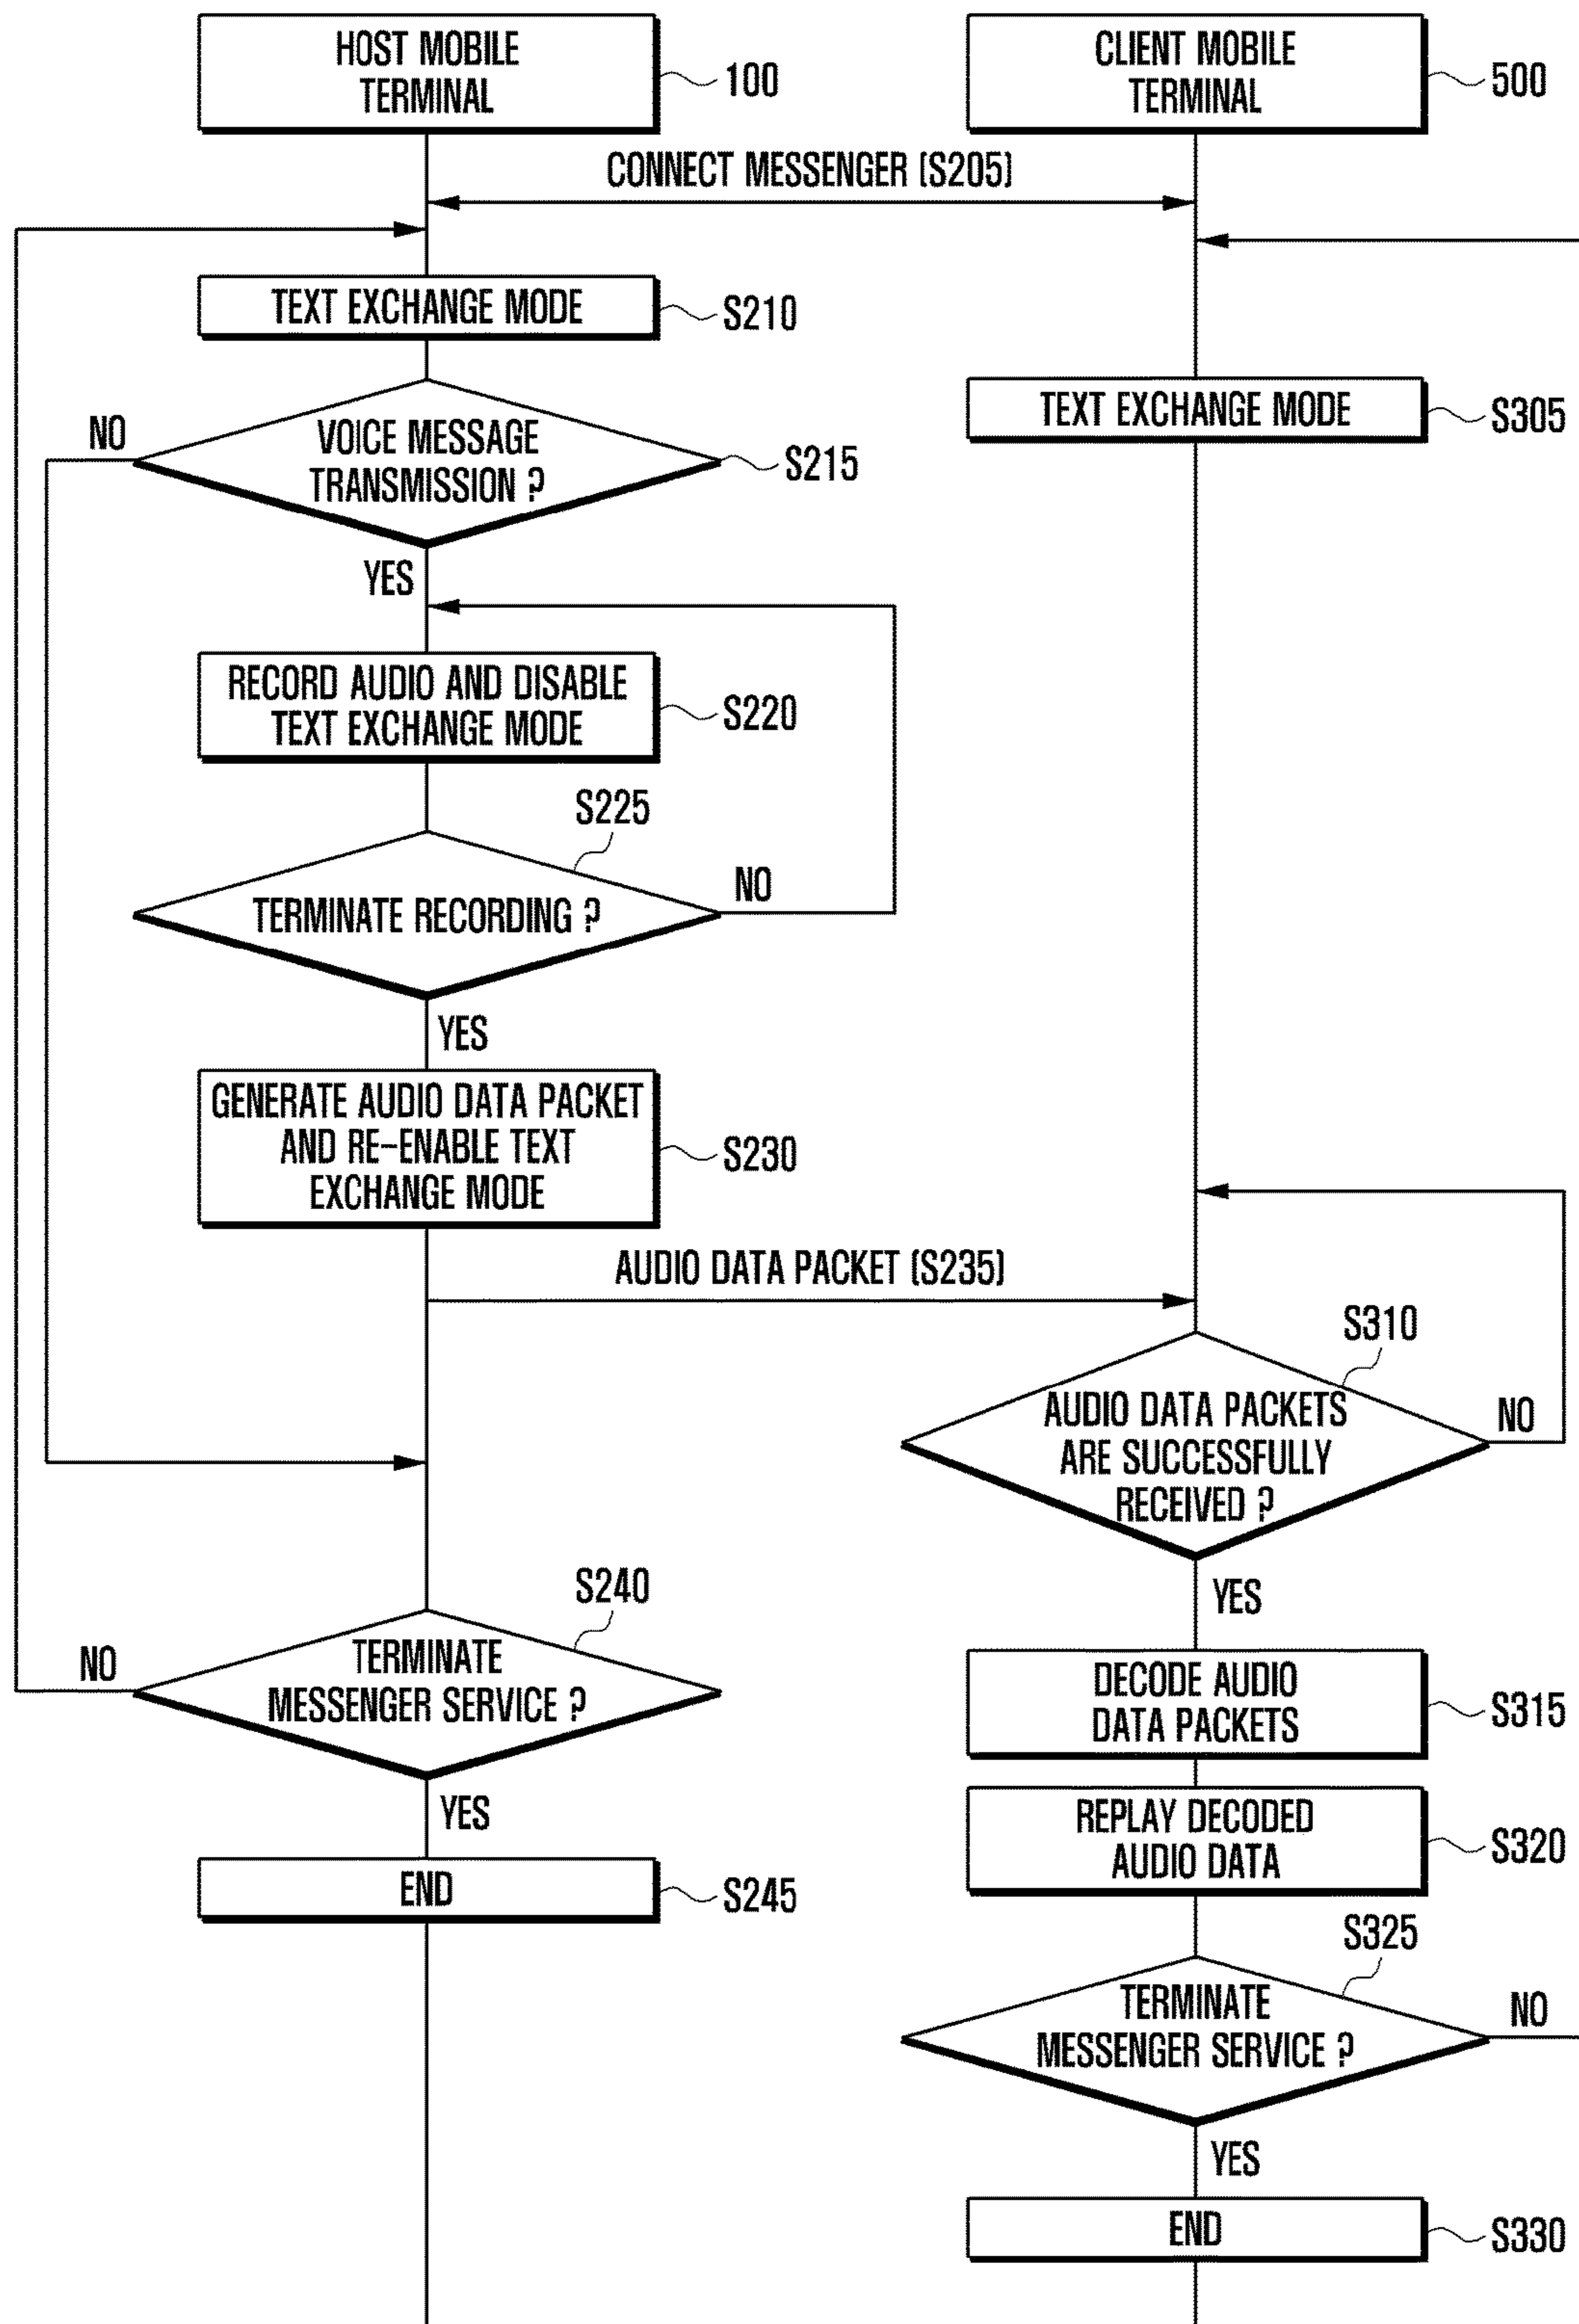 HOST MOBILE
TERMINAL
100
CLIENT MOBILE
TERMINAL
500
CONNECT MESSENGER (S205)
TEXT EXCHANGE MODE
S210
TEXT EXCHANGE MODE
S305
NO
VOICE MESSAGE
TRANSMISSION ?
S215
YES
RECORD AUDIO AND DISABLE
TEXT EXCHANGE MODE
S220
S225
TERMINATE RECORDING ?
NO
YES
GENERATE AUDIO DATA PACKET
AND RE-ENABLE TEXT
EXCHANGE MODE
S230
AUDIO DATA PACKET (S235)
S310
AUDIO DATA PACKETS
ARE SUCCESSFULLY
RECEIVED ?
NO
YES
S240
TERMINATE
MESSENGER SERVICE ?
NO
YES
END
S245
DECODE AUDIO
DATA PACKETS
S315
REPLAY DECODED
AUDIO DATA
S320
S325
TERMINATE
MESSENGER SERVICE ?
NO
YES
END
S330